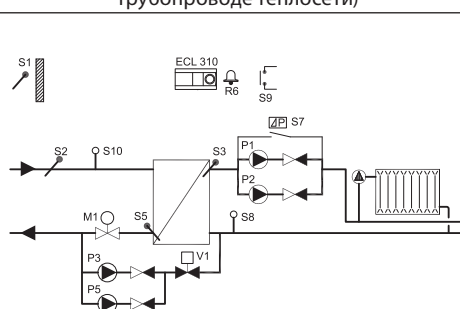 трубопроводе теплосети)
S1
ECL 310
R6
S9
ΔP S7
P1
S2
S10
S3
P2
M1
S5
S8
P3
V1
P5